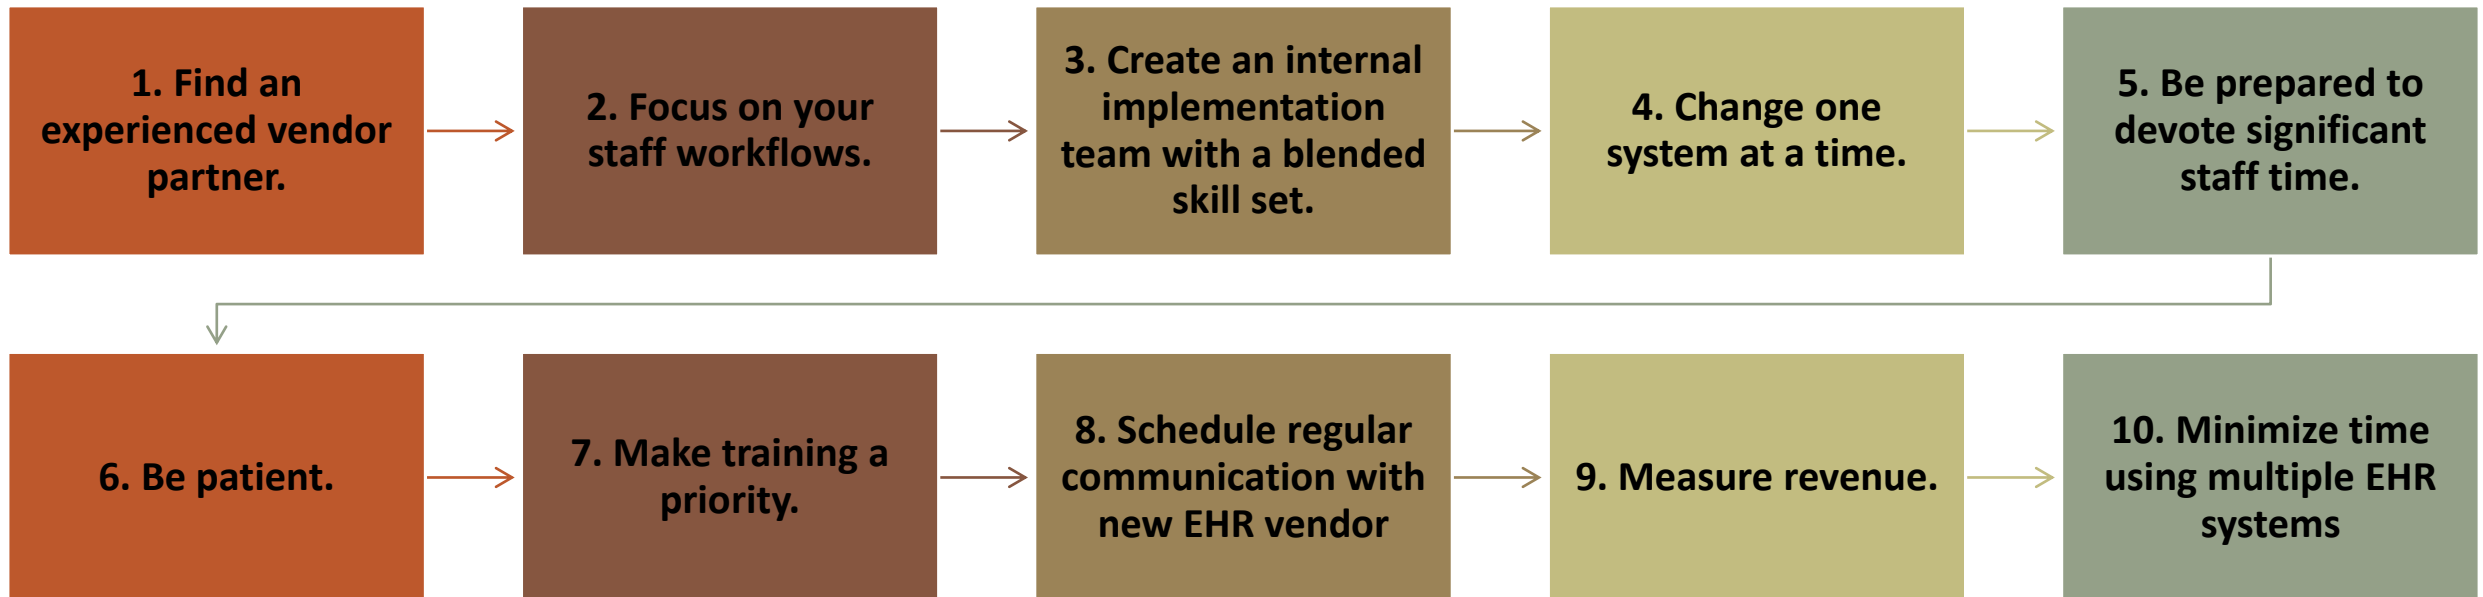 1. Find an
experienced vendor
partner.
2. Focus on your
staff workflows.
3. Create an internal
implementation
team with a blended
skill set.
4. Change one
system at a time.
5. Be prepared to
devote significant
staff time.
6. Be patient.
7. Make training a
priority.
8. Schedule regular
communication with
new EHR vendor
9. Measure revenue.
10. Minimize time
using multiple EHR
systems